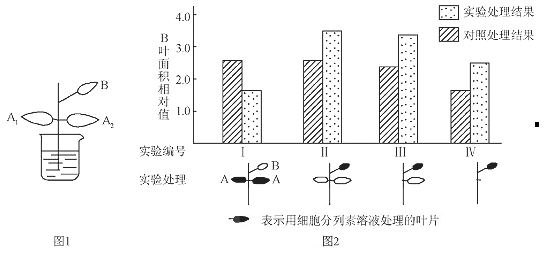 实验处理结果
对照处理结果
4.0
3.0
2.0
1.0
B叶面积相对值
B
A₁
A₂
实验编号 Ⅰ Ⅱ Ⅲ Ⅳ
实验处理
A
B
A
表示用细胞分列素溶液处理的叶片
图1
图2